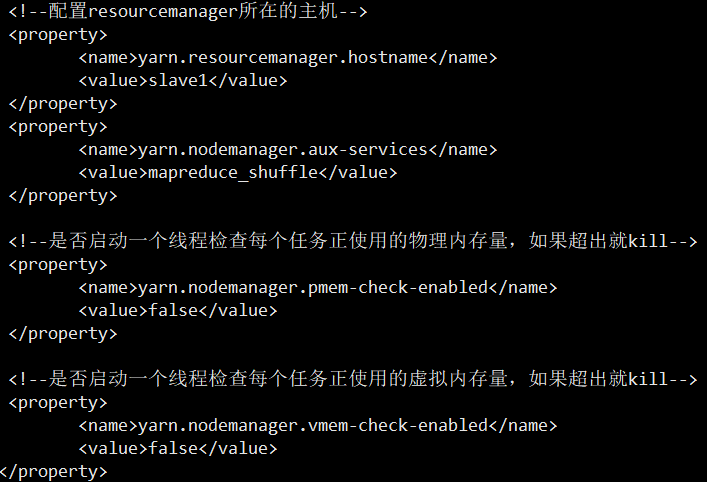 <!--配置resourcemanager所在的主机-->
<property>
<name>yarn.resourcemanager.hostname</name>
<value>slave1</value>
</property>
<property>
<name>yarn.nodemanager.aux-services</name>
<value>mapreduce_shuffle</value>
</property>
<!--是否启动一个线程检查每个任务正使用的物理内存量，如果超出就kill-->
<property>
<name>yarn.nodemanager.pmem-check-enabled</name>
<value>false</value>
</property>
<!--是否启动一个线程检查每个任务正使用的虚拟内存量，如果超出就kill-->
<property>
<name>yarn.nodemanager.vmem-check-enabled</name>
<value>false</value>
</property>